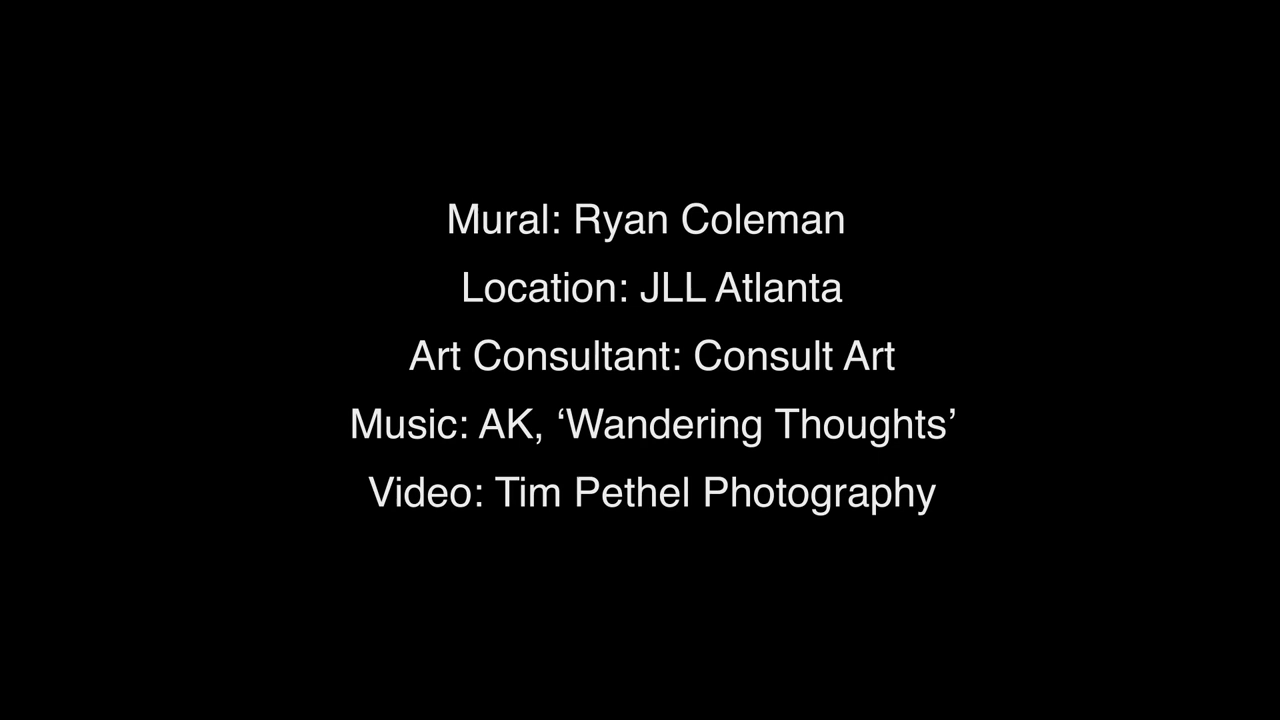 Mural: Ryan Coleman
Location: JLL Atlanta
Art Consultant: Consult Art
Music: AK, ‘Wandering Thoughts’
Video: Tim Pethel Photography